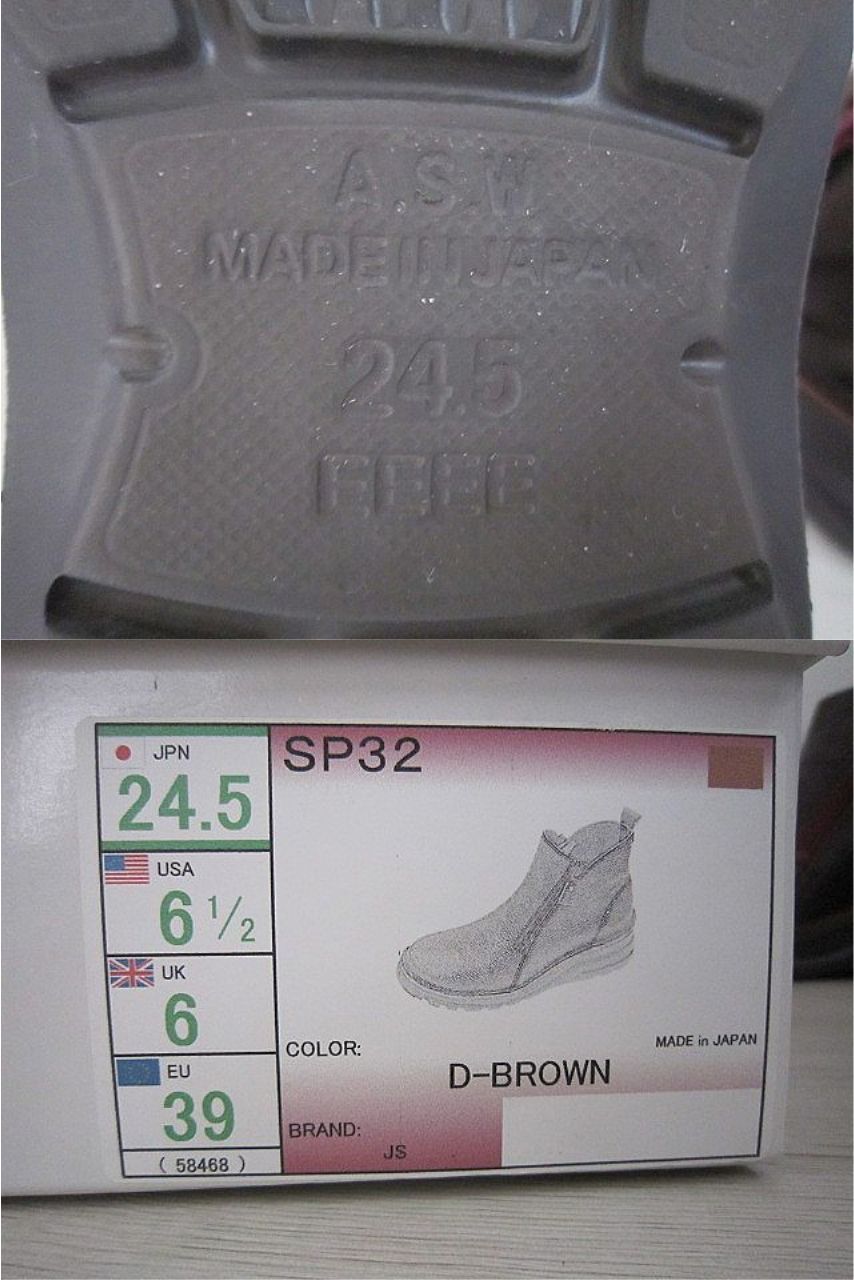 A.S.W
MADE IN JAPAN
24.5
EEEE
JPN
24.5
USA
6 1/2
UK
6
EU
39
( 58468 )
SP32
COLOR:
MADE in JAPAN
D-BROWN
BRAND:
JS